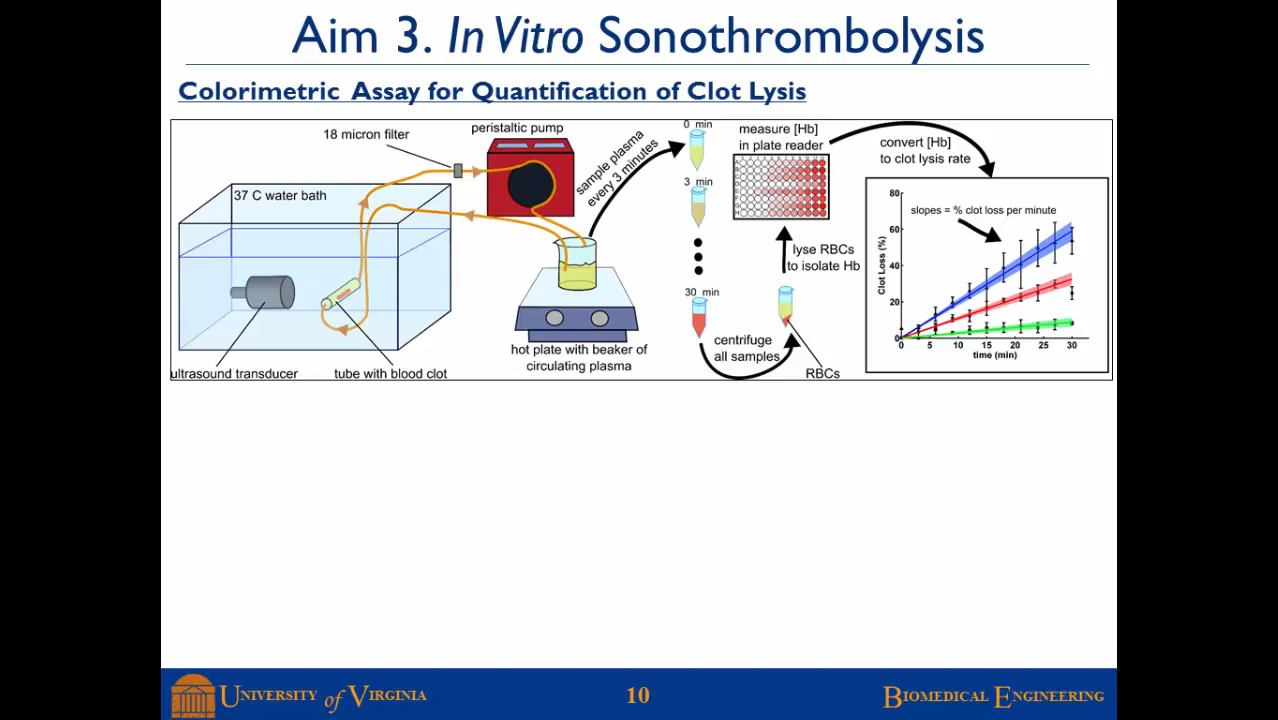 Aim 3. In Vitro Sonothrombolysis
Colorimetric Assay for Quantification of Clot Lysis
18 micron filter
peristaltic pump
37 C water bath
ultrasound transducer
tube with blood clot
hot plate with beaker of
circulating plasma
sample plasma
every 3 minutes
0 min
3 min
30 min
centrifuge
all samples
RBCs
lyse RBCs
to isolate Hb
measure [Hb]
in plate reader
convert [Hb]
to clot lysis rate
slopes = % clot loss per minute
Clot Loss (%)
80
60
40
20
0
0 5 10 15 20 25 30
time (min)
UNIVERSITY of VIRGINIA
10
BIOMEDICAL ENGINEERING